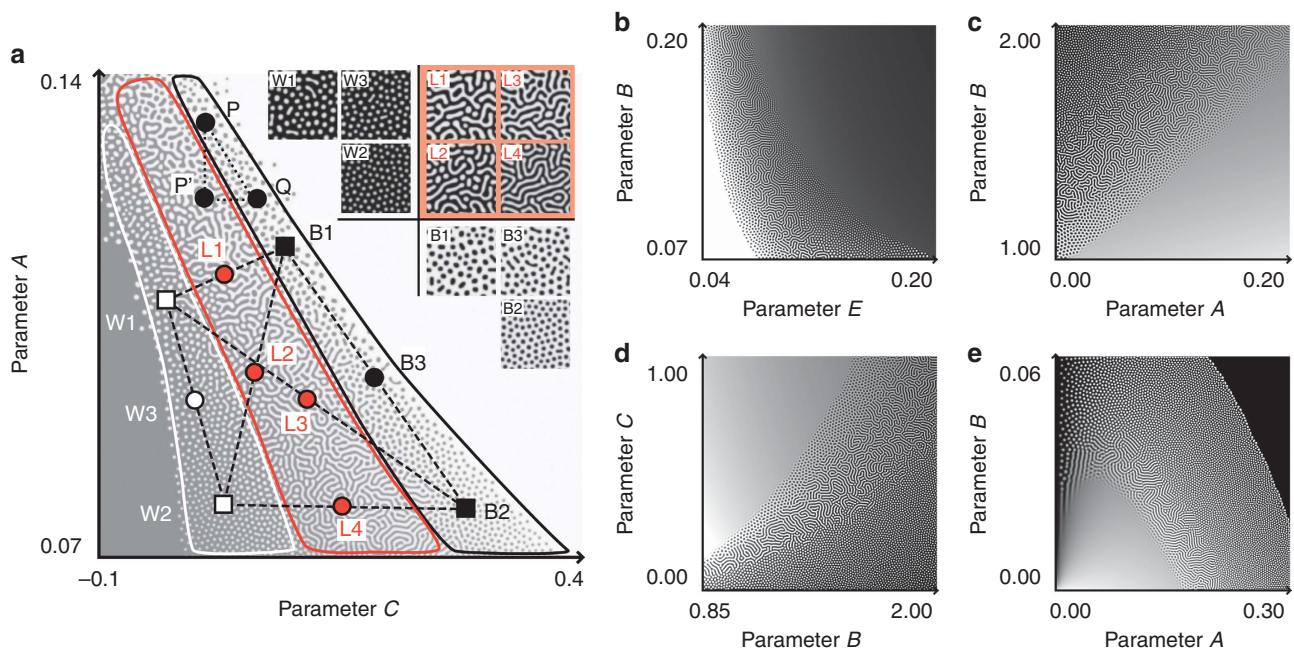 a
0.14
Parameter A
0.07
–0.1
Parameter C
0.4
P
P'
Q
B1
L1
W1
L2
B3
W3
L3
W2
L4
B2
W1
W3
W2
L1
L3
L2
L4
B1
B3
B2
b
0.20
Parameter B
0.07
0.04
0.20
Parameter E
c
2.00
Parameter B
1.00
0.00
0.20
Parameter A
d
1.00
Parameter C
0.00
0.85
2.00
Parameter B
e
0.06
Parameter B
0.00
0.00
0.30
Parameter A